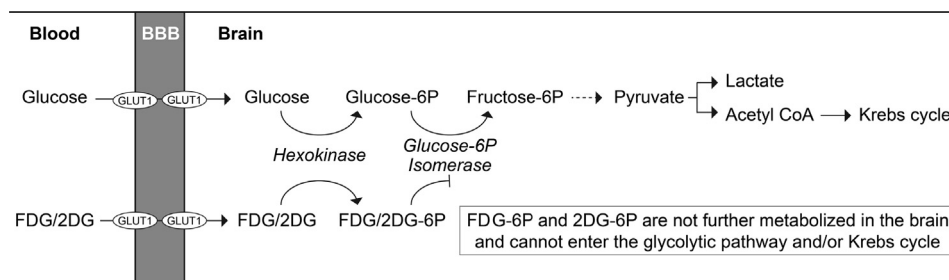 Blood BBB Brain
Lactate
Glucose GLUT1 GLUT1 Glucose Glucose-6P Fructose-6P Pyruvate
Acetyl CoA Krebs cycle
Hexokinase
Glucose-6P
Isomerase
FDG/2DG GLUT1 GLUT1 FDG/2DG FDG/2DG-6P
FDG-6P and 2DG-6P are not further metabolized in the brain
and cannot enter the glycolytic pathway and/or Krebs cycle